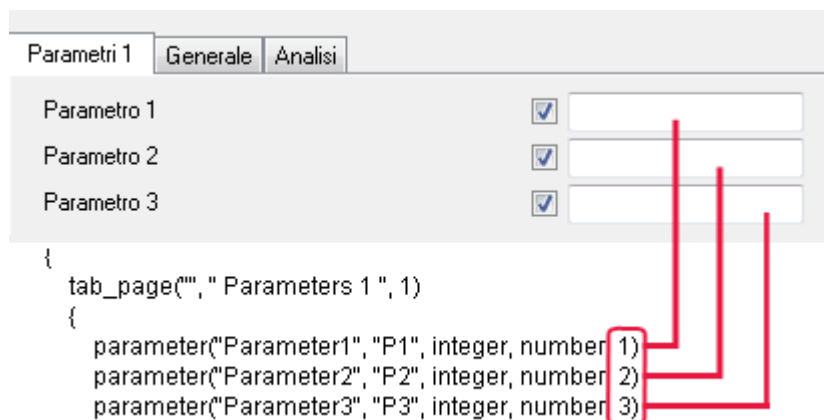 Parametri 1 Generale Analisi
Parametro 1
Parametro 2
Parametro 3
{
tab_page("", " Parameters 1 ", 1)
{
parameter("Parameter1", "P1", integer, number 1)
parameter("Parameter2", "P2", integer, number 2)
parameter("Parameter3", "P3", integer, number 3)